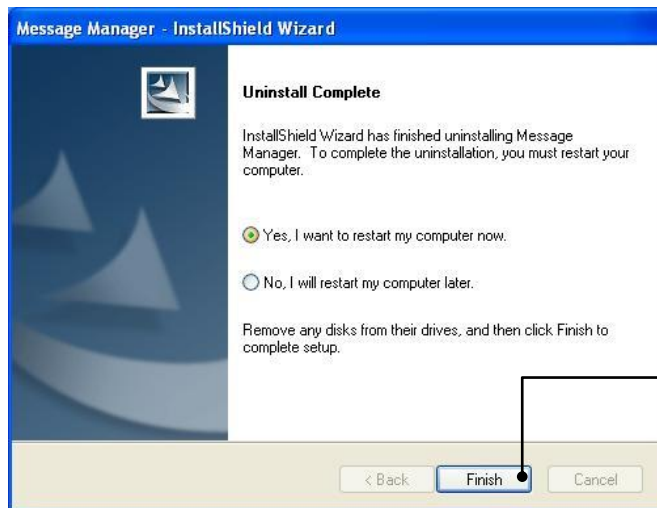 Message Manager - InstallShield Wizard
Uninstall Complete
InstallShield Wizard has finished uninstalling Message
Manager. To complete the uninstallation, you must restart your
computer.
Yes, I want to restart my computer now.
No, I will restart my computer later.
Remove any disks from their drives, and then click Finish to
complete setup.
< Back Finish Cancel